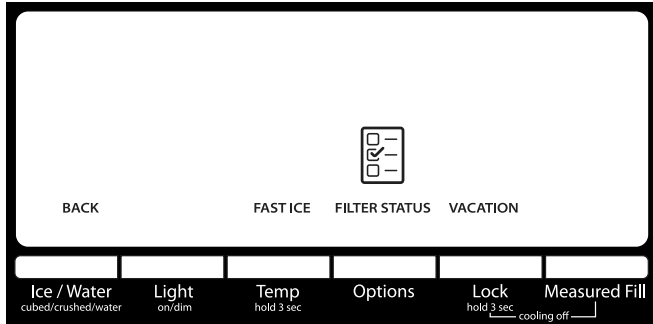 BACK FAST ICE FILTER STATUS VACATION
Ice / Water Light Temp Options Lock Measured Fill
cubed/crushed/water on/dim hold 3 sec hold 3 sec
cooling off